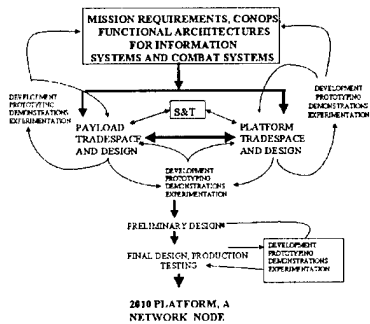 MISSION REQUIREMENTS, CONOPS
FUNCTIONAL ARCHITECTURES
FOR INFORMATION
SYSTEMS AND COMBAT SYSTEMS
DEVELOPMENT
PROTOTYPING
DEMONSTRATIONS
EXPERIMENTATION
DEVELOPMENT
PROTOTYPING
DEMONSTRATIONS
EXPERIMENTATION
S&T
PAYLOAD
TRADESPACE
AND DESIGN
PLATFORM
TRADESPACE
AND DESIGN
DEVELOPMENT
PROTOTYPING
DEMONSTRATIONS
EXPERIMENTATION
PRELIMINARY DESIGN
FINAL DESIGN, PRODUCTION
TESTING
DEVELOPMENT
PROTOTYPING
DEMONSTRATIONS
EXPERIMENTATION
2010 PLATFORM, A
NETWORK NODE